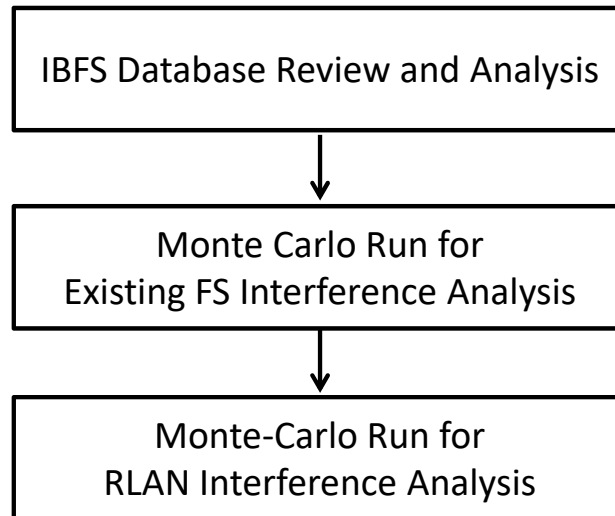 IBFS Database Review and Analysis
Monte Carlo Run for
Existing FS Interference Analysis
Monte-Carlo Run for
RLAN Interference Analysis